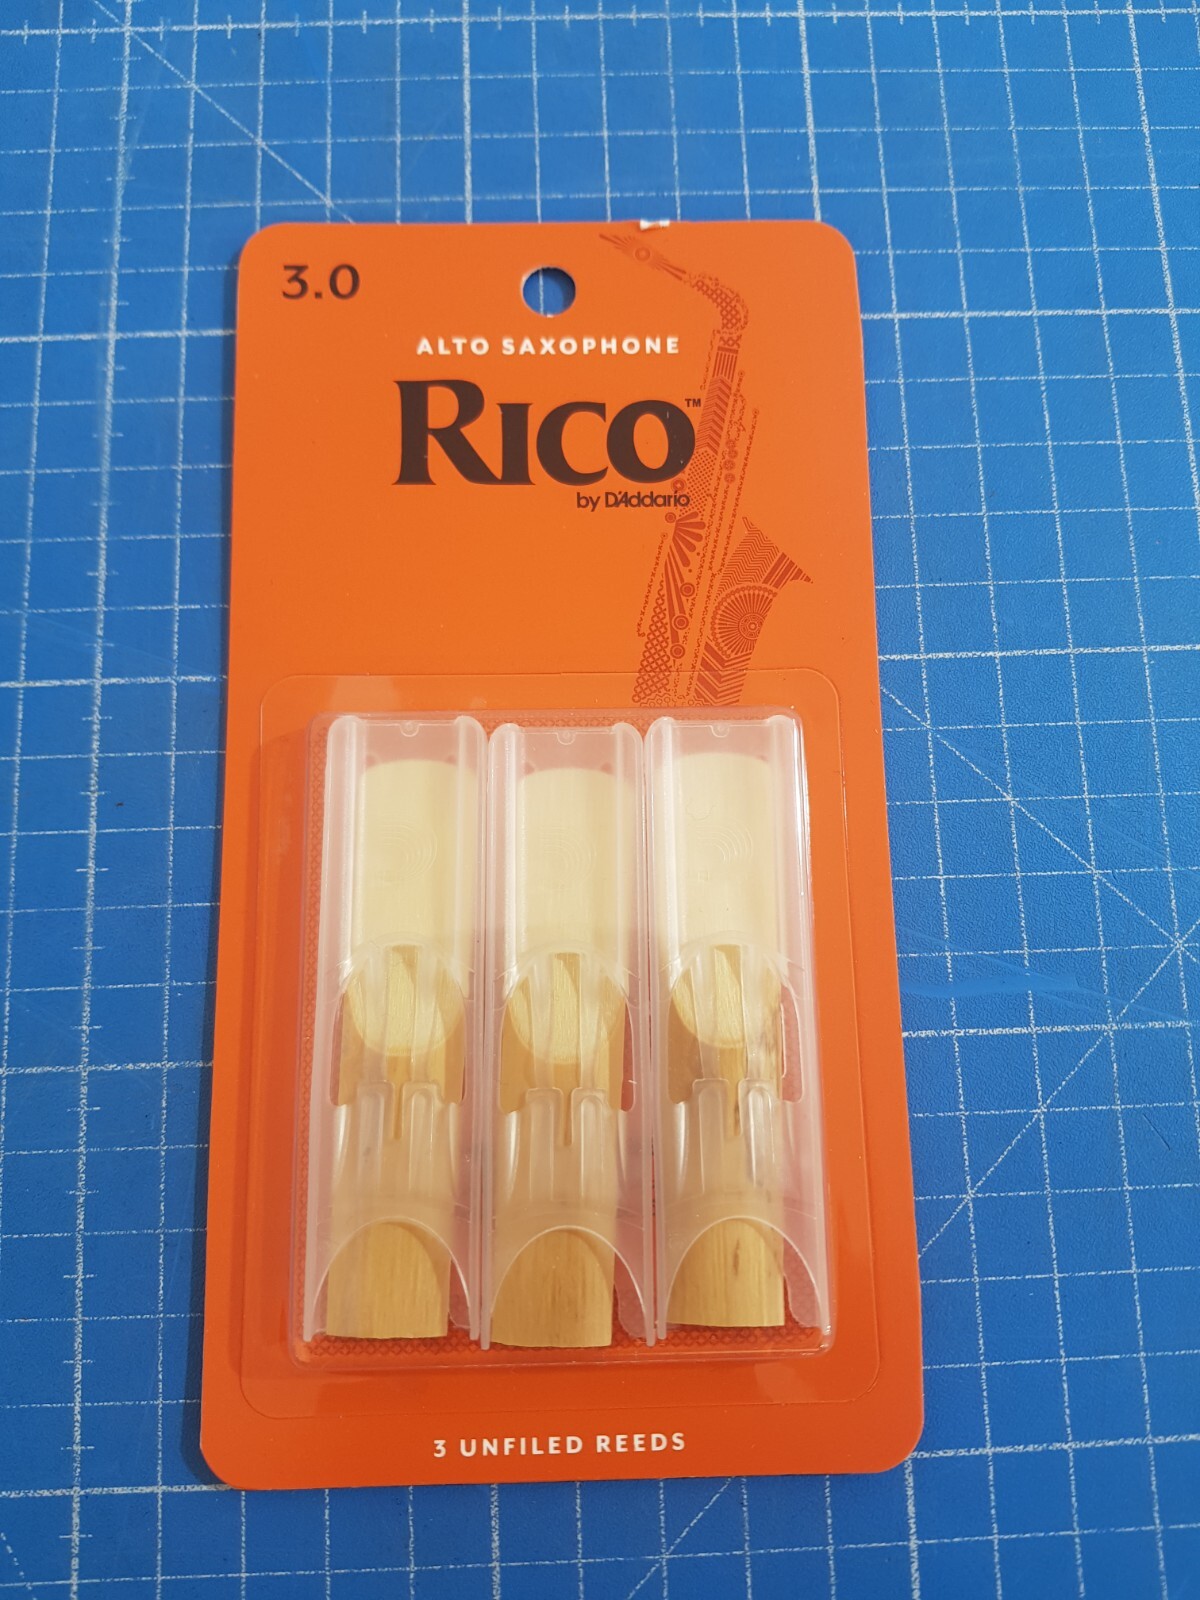 3.0
ALTO SAXOPHONE
RICO™
by D'Addario
3 UNFILED REEDS